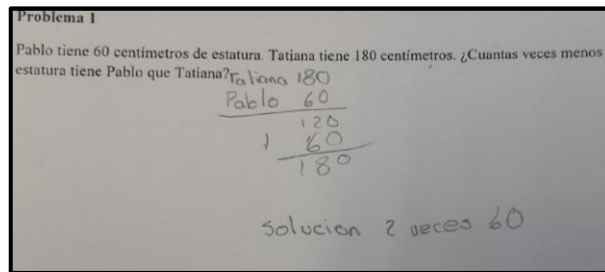 Problema 1
Pablo tiene 60 centímetros de estatura. Tatiana tiene 180 centímetros. ¿Cuantas veces menos
estatura tiene Pablo que Tatiana?
Tatiana 180
Pablo 60
120
1 60
180
Solucion 2 veces 60